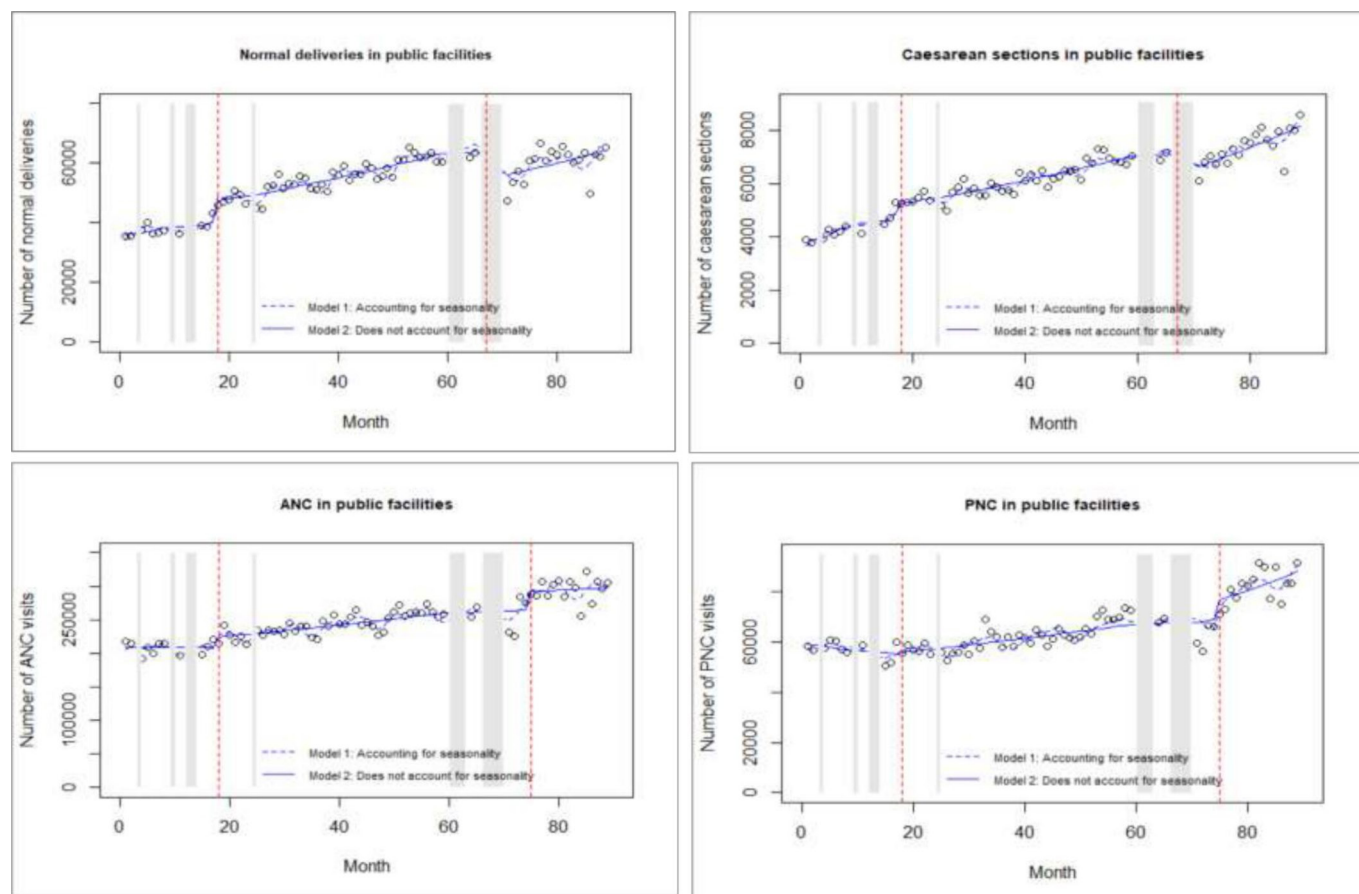 Normal deliveries in public facilities
Number of normal deliveries
0 20000 60000
Model 1: Accounting for seasonality
Model 2: Does not account for seasonality
0 20 40 60 80
Month
Caesarean sections in public facilities
Number of caesarean sections
0 2000 4000 6000 8000
Model 1: Accounting for seasonality
Model 2: Does not account for seasonality
0 20 40 60 80
Month
ANC in public facilities
Number of ANC visits
0 100000 250000
Model 1: Accounting for seasonality
Model 2: Does not account for seasonality
0 20 40 60 80
Month
PNC in public facilities
Number of PNC visits
0 20000 60000
Model 1: Accounting for seasonality
Model 2: Does not account for seasonality
0 20 40 60 80
Month